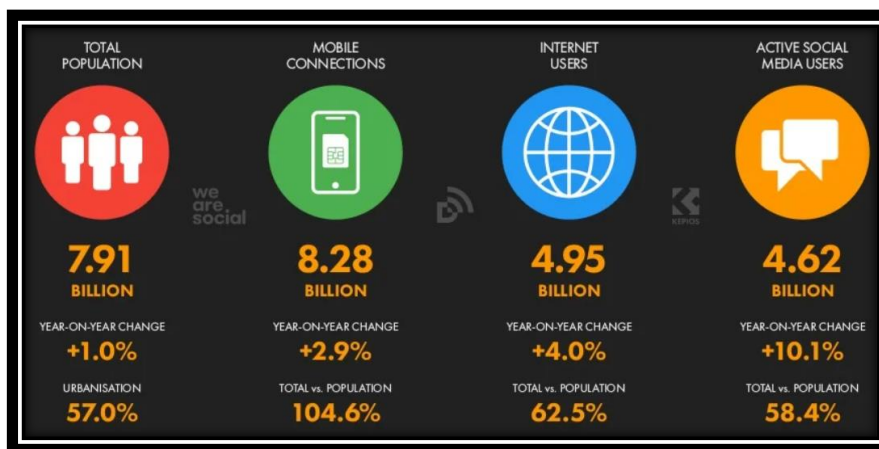 TOTAL
POPULATION
7.91
BILLION
YEAR-ON-YEAR CHANGE
+1.0%
URBANISATION
57.0%
MOBILE
CONNECTIONS
8.28
BILLION
YEAR-ON-YEAR CHANGE
+2.9%
TOTAL vs. POPULATION
104.6%
INTERNET
USERS
4.95
BILLION
YEAR-ON-YEAR CHANGE
+4.0%
TOTAL vs. POPULATION
62.5%
ACTIVE SOCIAL
MEDIA USERS
4.62
BILLION
YEAR-ON-YEAR CHANGE
+10.1%
TOTAL vs. POPULATION
58.4%
we
are
social
KEPIOS